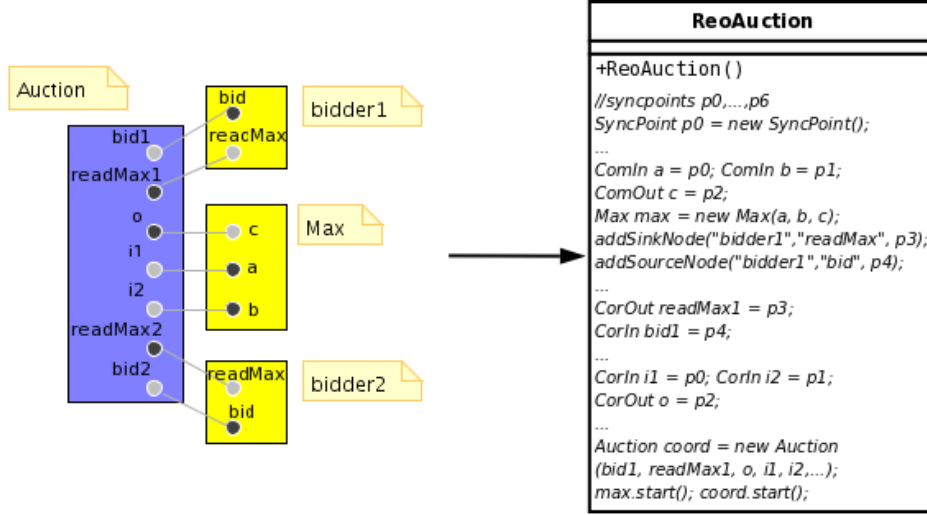 Auction
bid1
readMax1
o
i1
i2
readMax2
bid2
bid
readMax
bidder1
c
a
b
Max
readMax
bid
bidder2
ReoAuction
+ReoAuction()
//syncpoints p0,...,p6
SyncPoint p0 = new SyncPoint();
...
ComIn a = p0; ComIn b = p1;
ComOut c = p2;
Max max = new Max(a, b, c);
addSinkNode("bidder1","readMax", p3);
addSourceNode("bidder1","bid", p4);
...
CorOut readMax1 = p3;
CorIn bid1 = p4;
...
CorIn i1 = p0; CorIn i2 = p1;
CorOut o = p2;
...
Auction coord = new Auction
(bid1, readMax1, o, i1, i2,...);
max.start(); coord.start();